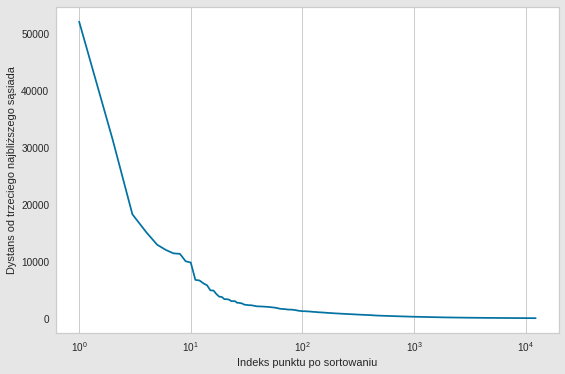 50000
40000
30000
20000
10000
0
Dystans od trzeciego najbliższego sąsiada
10⁰ 10¹ 10² 10³ 10⁴
Indeks punktu po sortowaniu